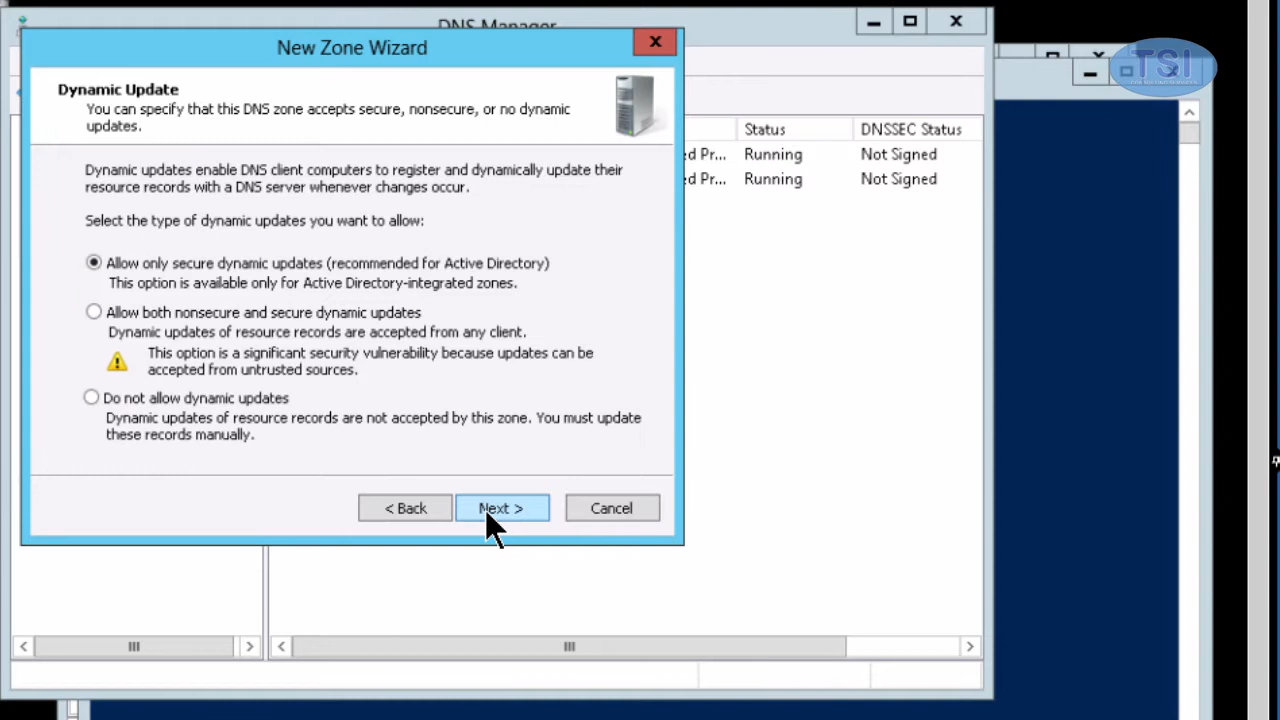 DNS Manager
New Zone Wizard
TSI
Dynamic Update
You can specify that this DNS zone accepts secure, nonsecure, or no dynamic
updates.
Status
DNSSEC Status
ed Pr...
Running
Not Signed
ed Pr...
Running
Not Signed
Dynamic updates enable DNS client computers to register and dynamically update their
resource records with a DNS server whenever changes occur.
Select the type of dynamic updates you want to allow:
Allow only secure dynamic updates (recommended for Active Directory)
This option is available only for Active Directory-integrated zones.
Allow both nonsecure and secure dynamic updates
Dynamic updates of resource records are accepted from any client.
This option is a significant security vulnerability because updates can be
accepted from untrusted sources.
Do not allow dynamic updates
Dynamic updates of resource records are not accepted by this zone. You must update
these records manually.
< Back
Next >
Cancel